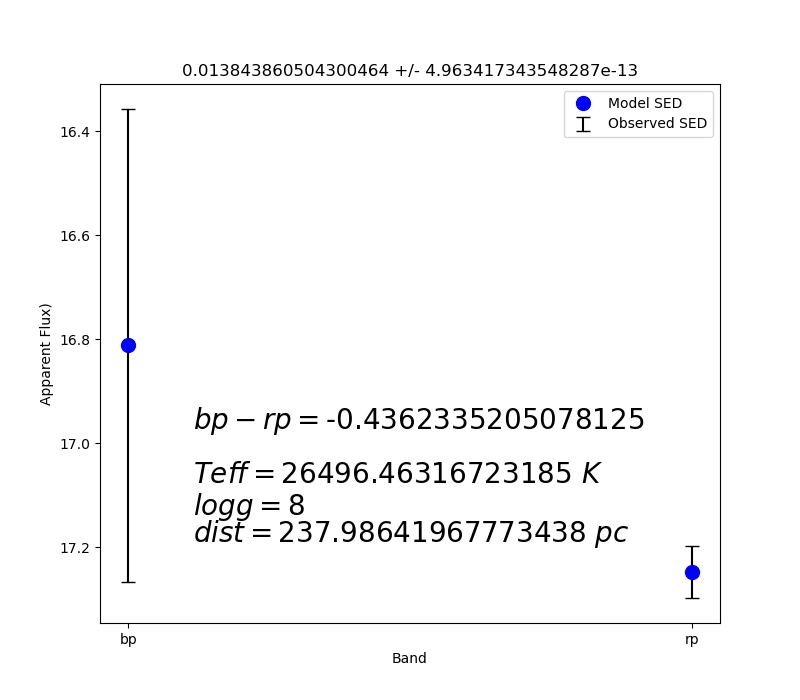 0.013843860504300464 +/- 4.963417343548287e-13
Model SED
Observed SED
16.4
16.6
16.8
17.0
17.2
Apparent Flux)
bp − rp = -0.4362335205078125
Teff = 26496.46316723185 K
logg = 8
dist = 237.98641967773438 pc
bp
rp
Band